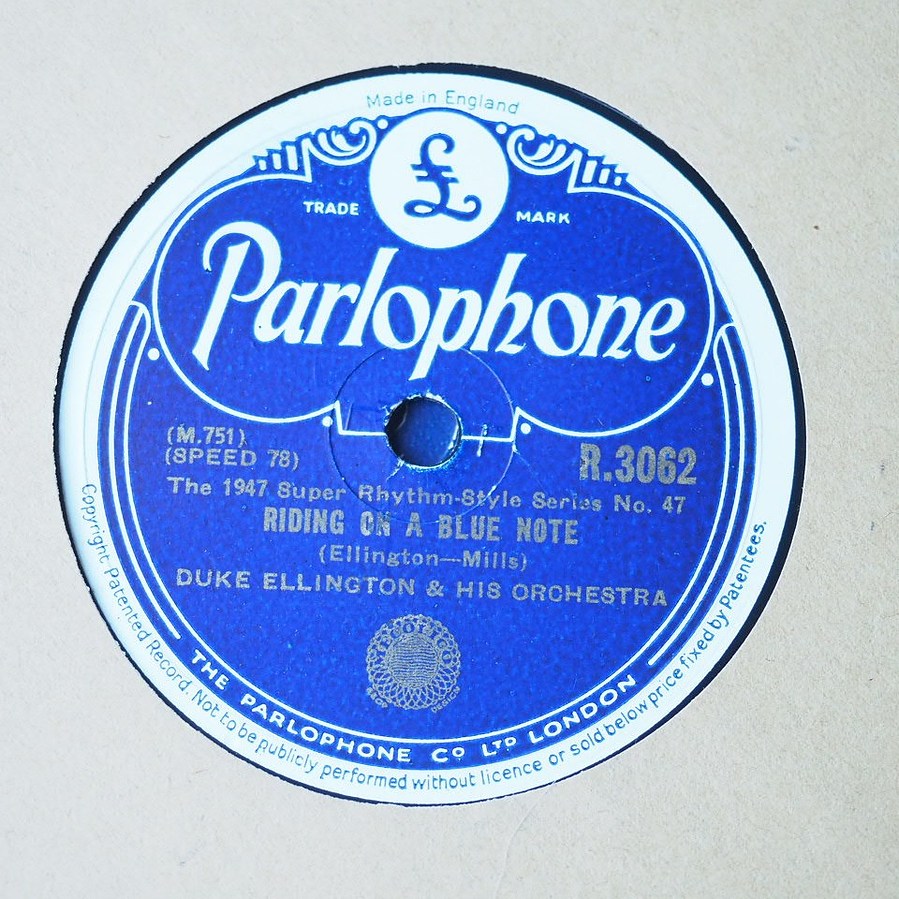 Made in England
£
TRADE MARK
Parlophone
(M.751)
(SPEED 78)
R.3062
The 1947 Super Rhythm-Style Series No. 47
RIDING ON A BLUE NOTE
(Ellington—Mills)
DUKE ELLINGTON & HIS ORCHESTRA
DESIGN
THE PARLOPHONE CO LTD LONDON
Copyright. Patented Record. Not to be publicly performed without licence or sold below price fixed by Patentees.